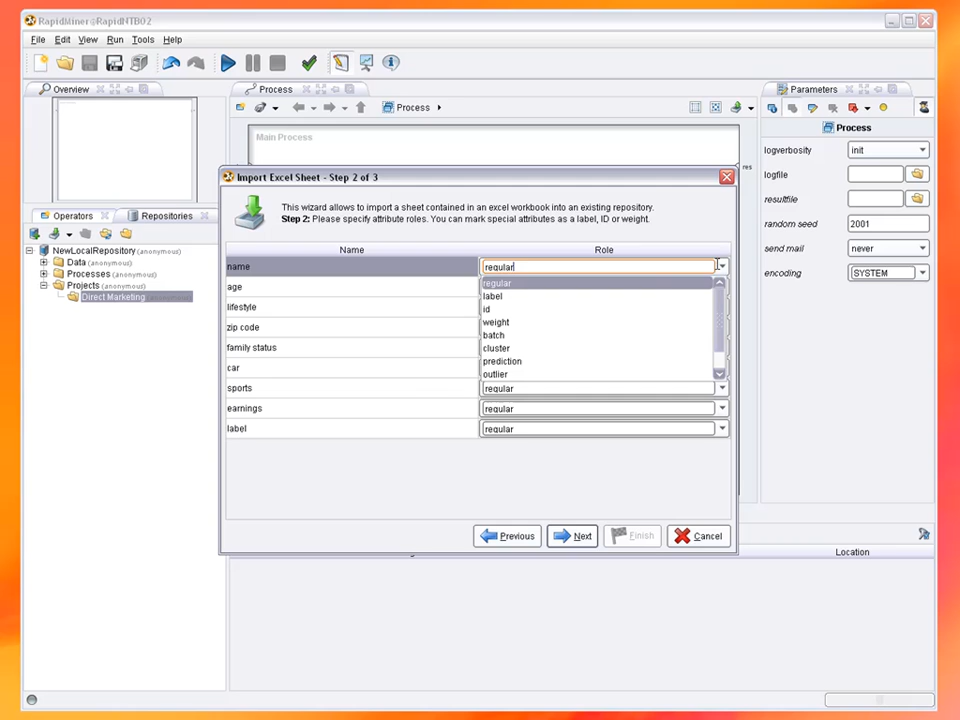 RapidMiner@RapidNTB02
File Edit View Run Tools Help
Overview
Process
Parameters
Process
Main Process
res
Process
logverbosity init
logfile
resultfile
random seed 2001
send mail never
encoding SYSTEM
Operators Repositories
NewLocalRepository (anonymous)
Data (anonymous)
Processes (anonymous)
Projects (anonymous)
Direct Marketing (anonymous)
Import Excel Sheet - Step 2 of 3
This wizard allows to import a sheet contained in an excel workbook into an existing repository.
Step 2: Please specify attribute roles. You can mark special attributes as a label, ID or weight.
Name Role
name regular
age
lifestyle
zip code
family status
car
regular
label
id
weight
batch
cluster
prediction
outlier
sports regular
earnings regular
label regular
Previous Next Finish Cancel
Location